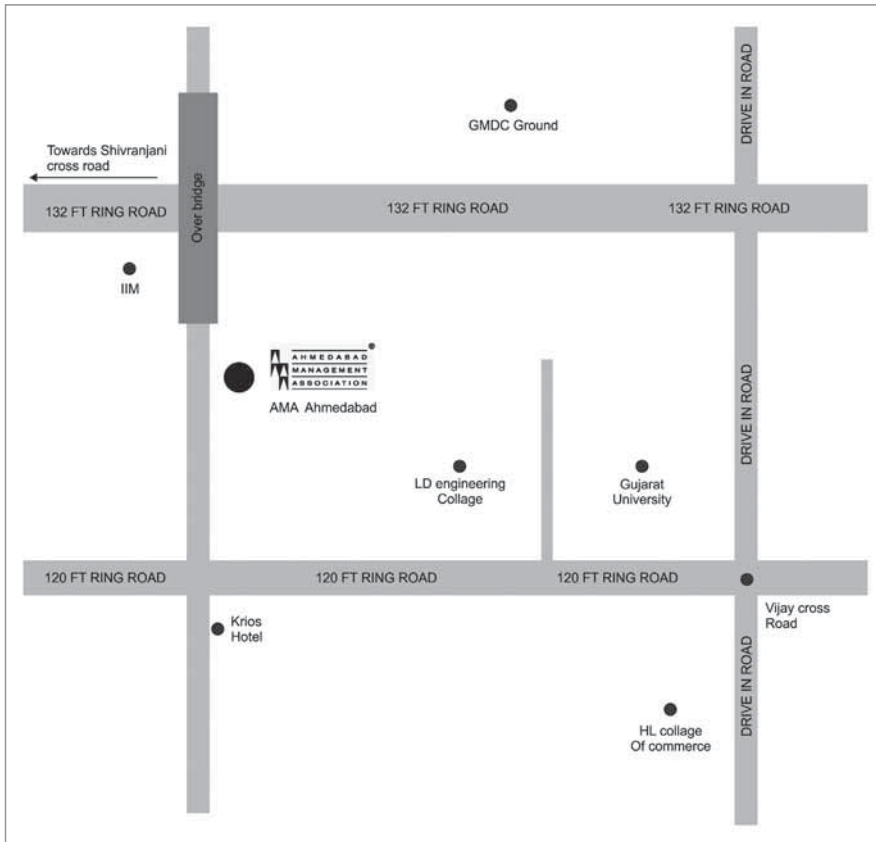 DRIVE IN ROAD
GMDC Ground
Towards Shivranjani
cross road
Over bridge
132 FT RING ROAD
132 FT RING ROAD
132 FT RING ROAD
IIM
AHMEDABAD
MANAGEMENT
ASSOCIATION
AMA Ahmedabad
DRIVE IN ROAD
LD engineering
Collage
Gujarat
University
120 FT RING ROAD
120 FT RING ROAD
120 FT RING ROAD
Vijay cross
Road
Krios
Hotel
DRIVE IN ROAD
HL collage
Of commerce